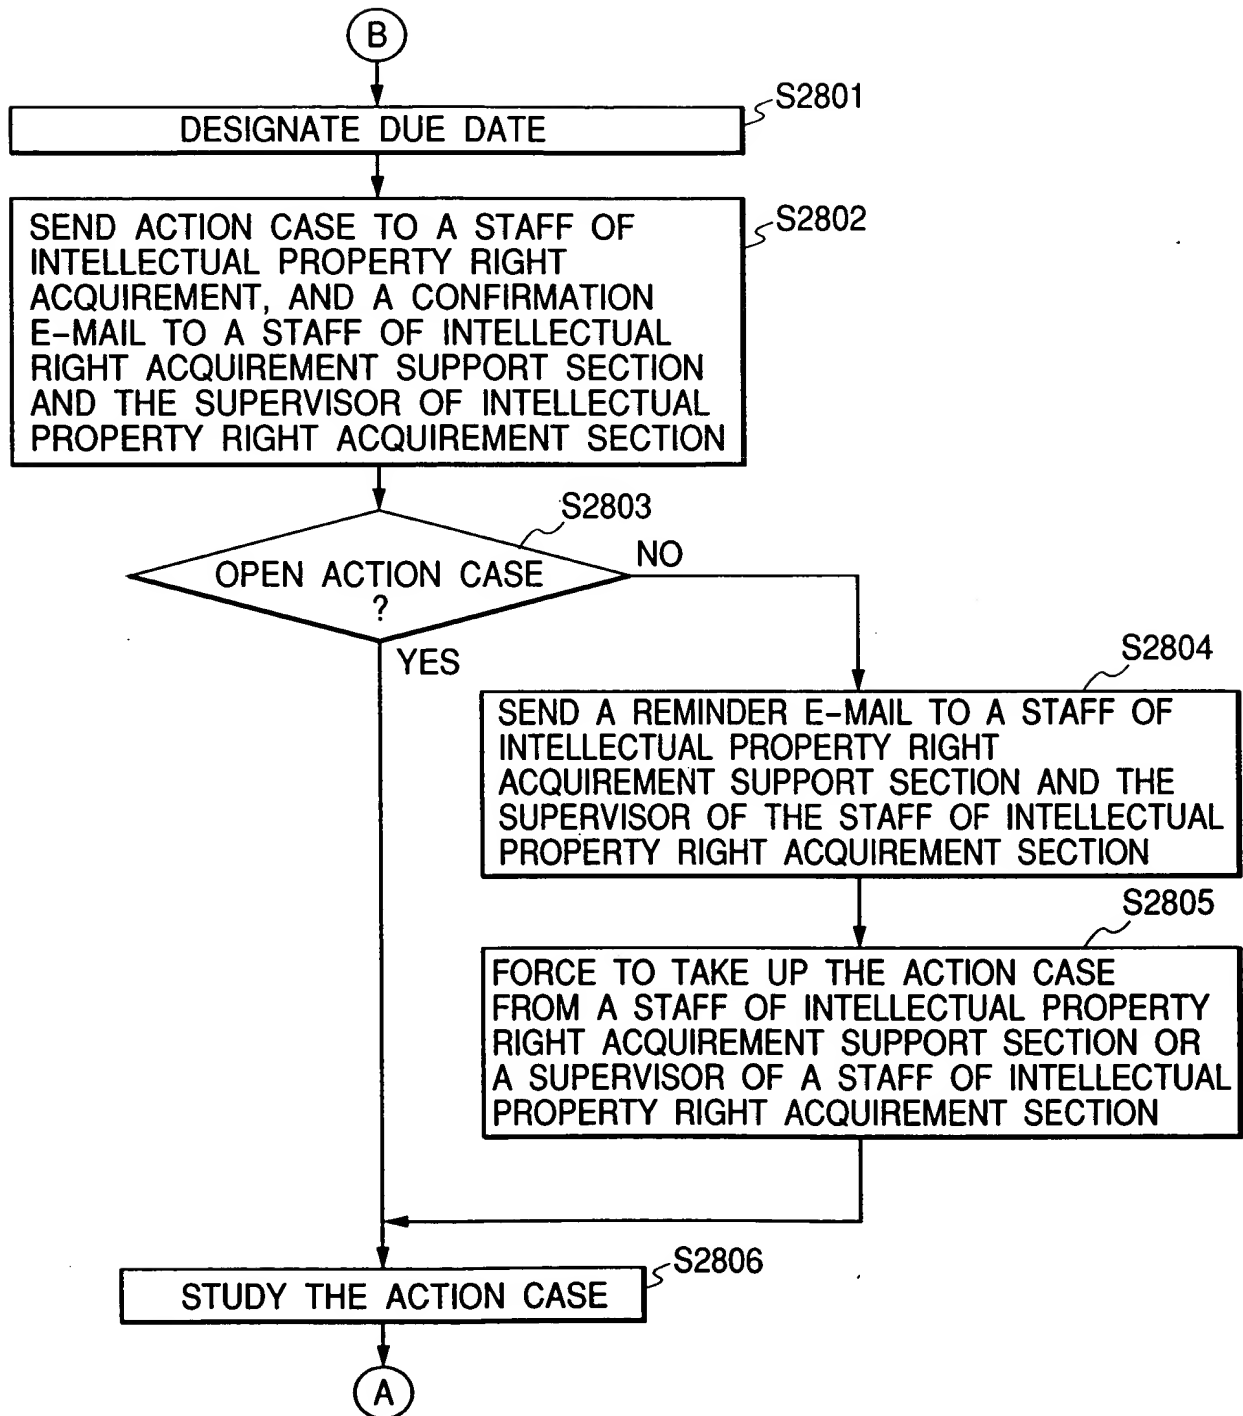 B
S2801
DESIGNATE DUE DATE
S2802
SEND ACTION CASE TO A STAFF OF
INTELLECTUAL PROPERTY RIGHT
ACQUIREMENT, AND A CONFIRMATION
E-MAIL TO A STAFF OF INTELLECTUAL
RIGHT ACQUIREMENT SUPPORT SECTION
AND THE SUPERVISOR OF INTELLECTUAL
PROPERTY RIGHT ACQUIREMENT SECTION
S2803
OPEN ACTION CASE
?
NO
YES
S2804
SEND A REMINDER E-MAIL TO A STAFF OF
INTELLECTUAL PROPERTY RIGHT
ACQUIREMENT SUPPORT SECTION AND THE
SUPERVISOR OF THE STAFF OF INTELLECTUAL
PROPERTY RIGHT ACQUIREMENT SECTION
S2805
FORCE TO TAKE UP THE ACTION CASE
FROM A STAFF OF INTELLECTUAL PROPERTY
RIGHT ACQUIREMENT SUPPORT SECTION OR
A SUPERVISOR OF A STAFF OF INTELLECTUAL
PROPERTY RIGHT ACQUIREMENT SECTION
S2806
STUDY THE ACTION CASE
A